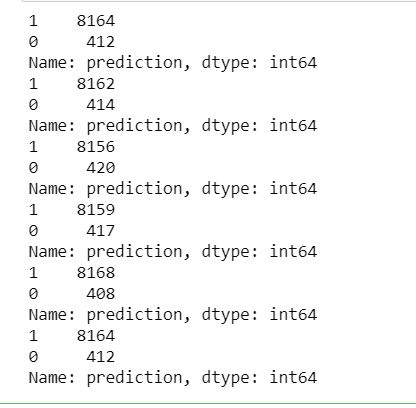 1    8164
0     412
Name: prediction, dtype: int64
1    8162
0     414
Name: prediction, dtype: int64
1    8156
0     420
Name: prediction, dtype: int64
1    8159
0     417
Name: prediction, dtype: int64
1    8168
0     408
Name: prediction, dtype: int64
1    8164
0     412
Name: prediction, dtype: int64